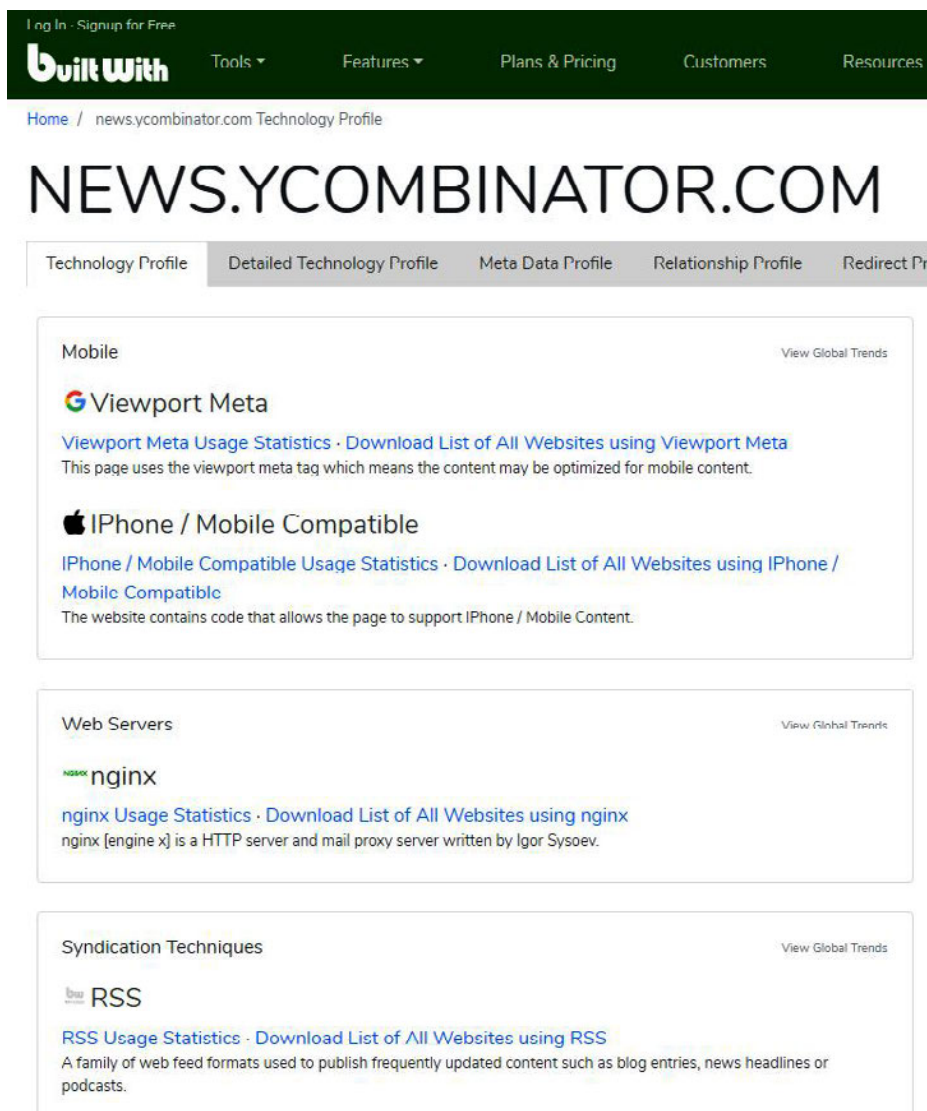 Log In · Signup for Free
built with Tools Features Plans & Pricing Customers Resources
Home / news.ycombinator.com Technology Profile
NEWS.YCOMBINATOR.COM
Technology Profile Detailed Technology Profile Meta Data Profile Relationship Profile Redirect Pr
Mobile View Global Trends
Viewport Meta
Viewport Meta Usage Statistics · Download List of All Websites using Viewport Meta
This page uses the viewport meta tag which means the content may be optimized for mobile content.
IPhone / Mobile Compatible
IPhone / Mobile Compatible Usage Statistics · Download List of All Websites using IPhone /
Mobile Compatible
The website contains code that allows the page to support IPhone / Mobile Content.
Web Servers View Global Trends
NGINX nginx
nginx Usage Statistics · Download List of All Websites using nginx
nginx [engine x] is a HTTP server and mail proxy server written by Igor Sysoev.
Syndication Techniques View Global Trends
bw RSS
RSS Usage Statistics · Download List of All Websites using RSS
A family of web feed formats used to publish frequently updated content such as blog entries, news headlines or
podcasts.